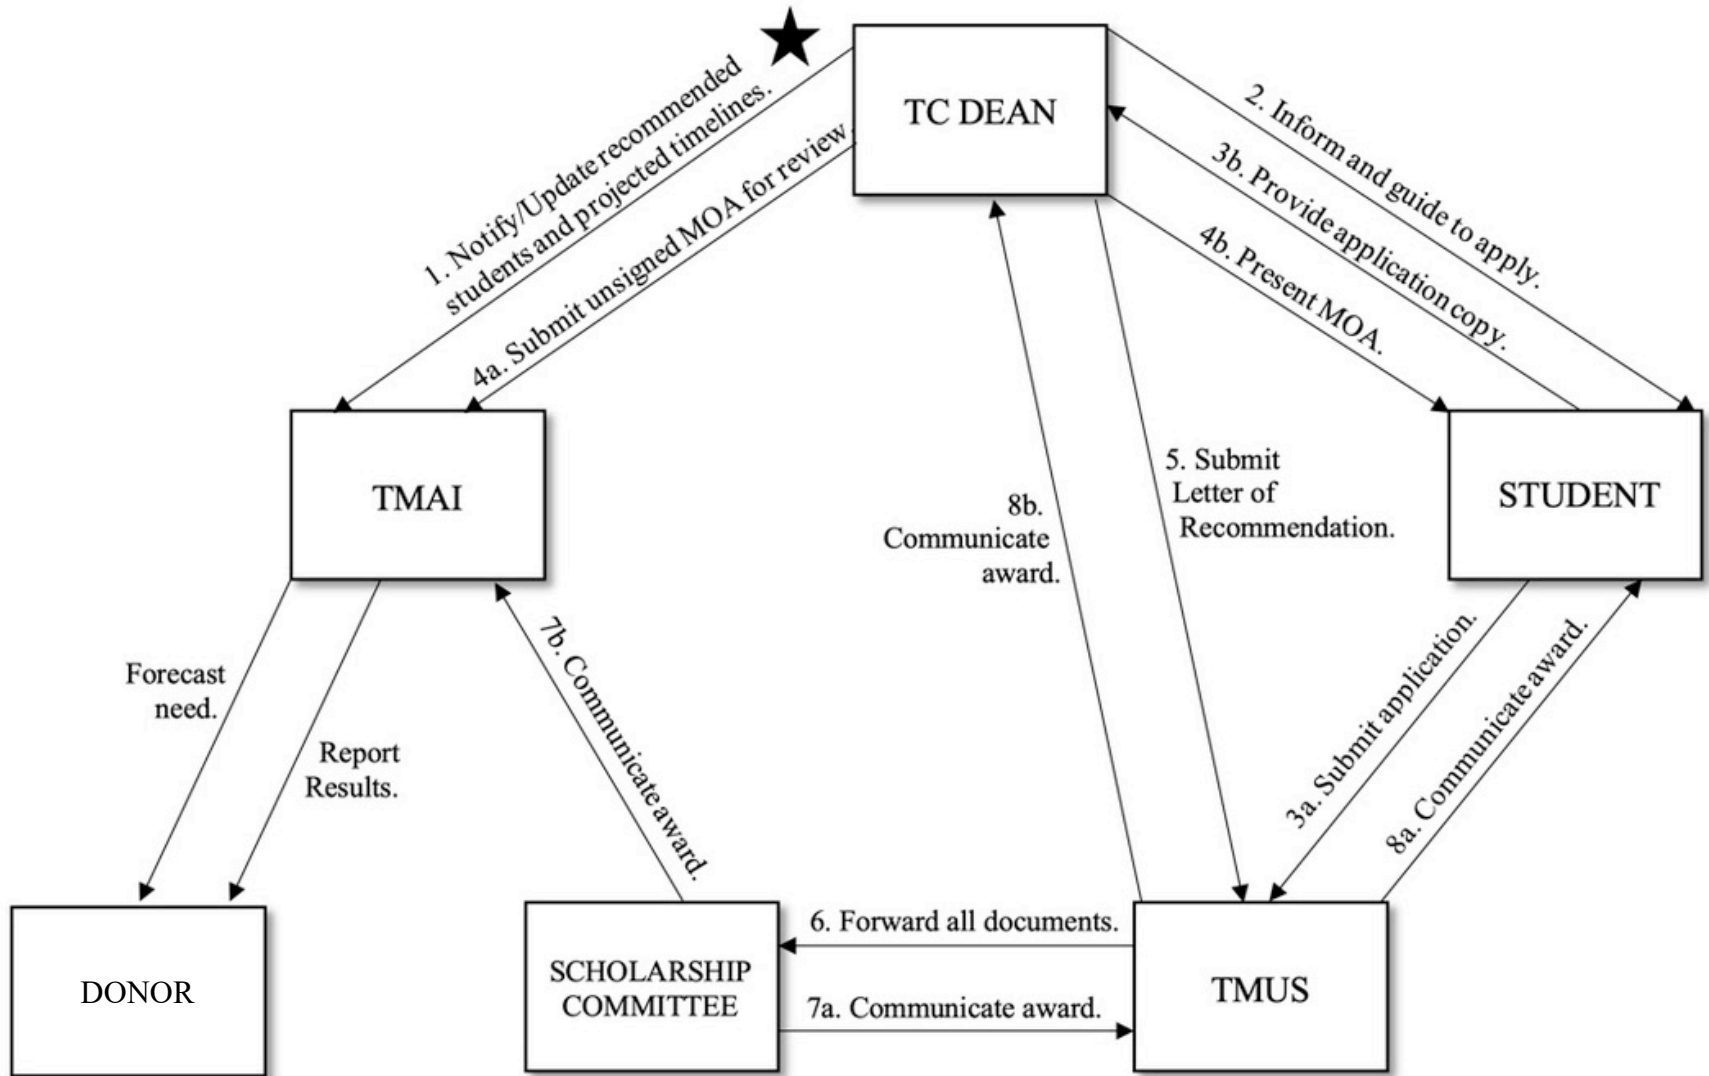 TC DEAN
1. Notify/Update recommended
students and projected timelines.
4a. Submit unsigned MOA for review.
2. Inform and guide to apply.
3b. Provide application copy.
4b. Present MOA.
TMAI
STUDENT
5. Submit
Letter of
Recommendation.
8b.
Communicate
award.
Forecast
need.
Report
Results.
7b. Communicate award.
3a. Submit application.
8a. Communicate award.
DONOR
SCHOLARSHIP
COMMITTEE
6. Forward all documents.
7a. Communicate award.
TMUS